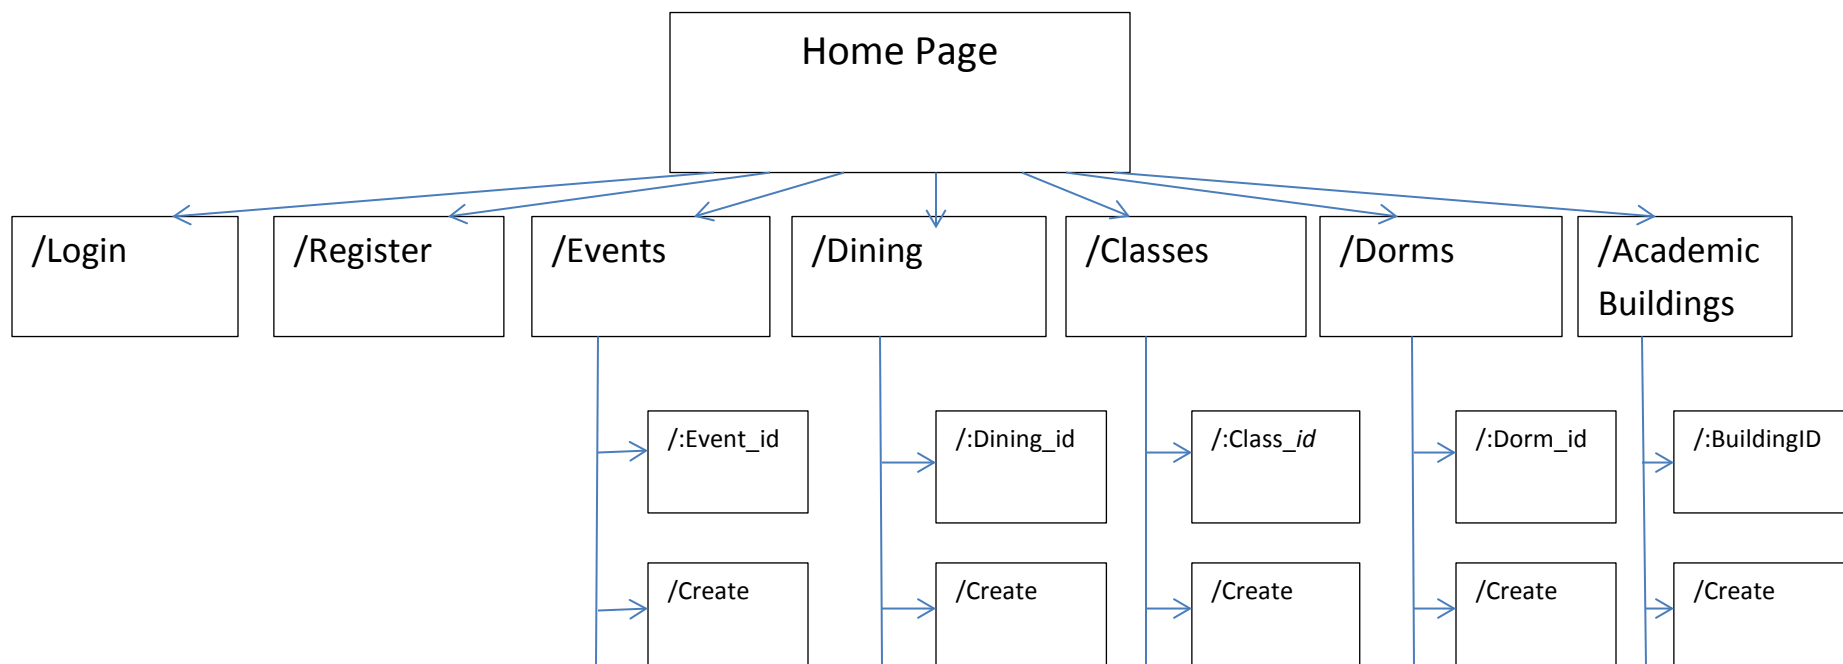 Home Page
/Login
/Register
/Events
/Dining
/Classes
/Dorms
/Academic
Buildings
/:Event_id
/:Dining_id
/:Class_id
/:Dorm_id
/:BuildingID
/Create
/Create
/Create
/Create
/Create